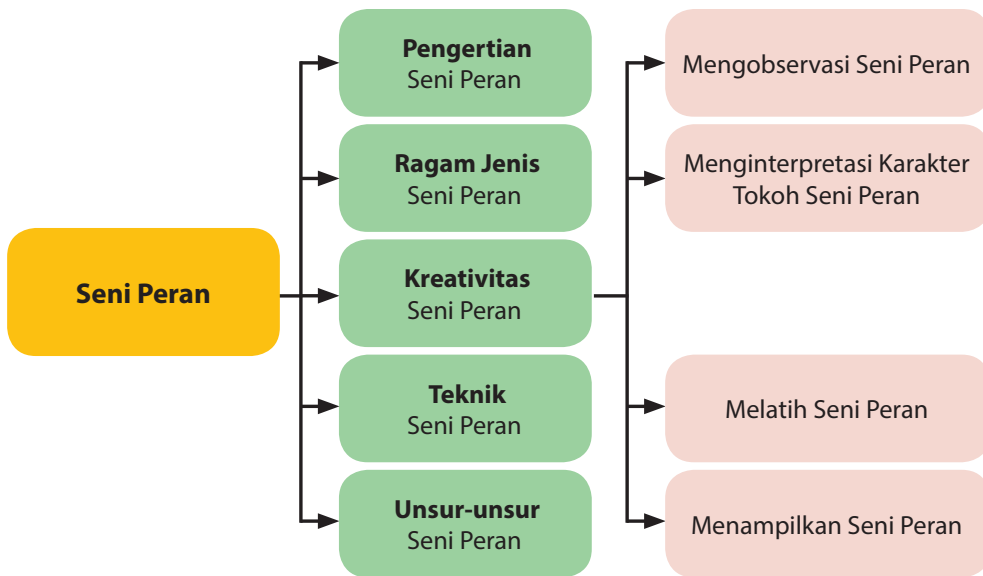 Seni Peran
Pengertian
Seni Peran
Ragam Jenis
Seni Peran
Kreativitas
Seni Peran
Teknik
Seni Peran
Unsur-unsur
Seni Peran
Mengobservasi Seni Peran
Menginterpretasi Karakter
Tokoh Seni Peran
Melatih Seni Peran
Menampilkan Seni Peran